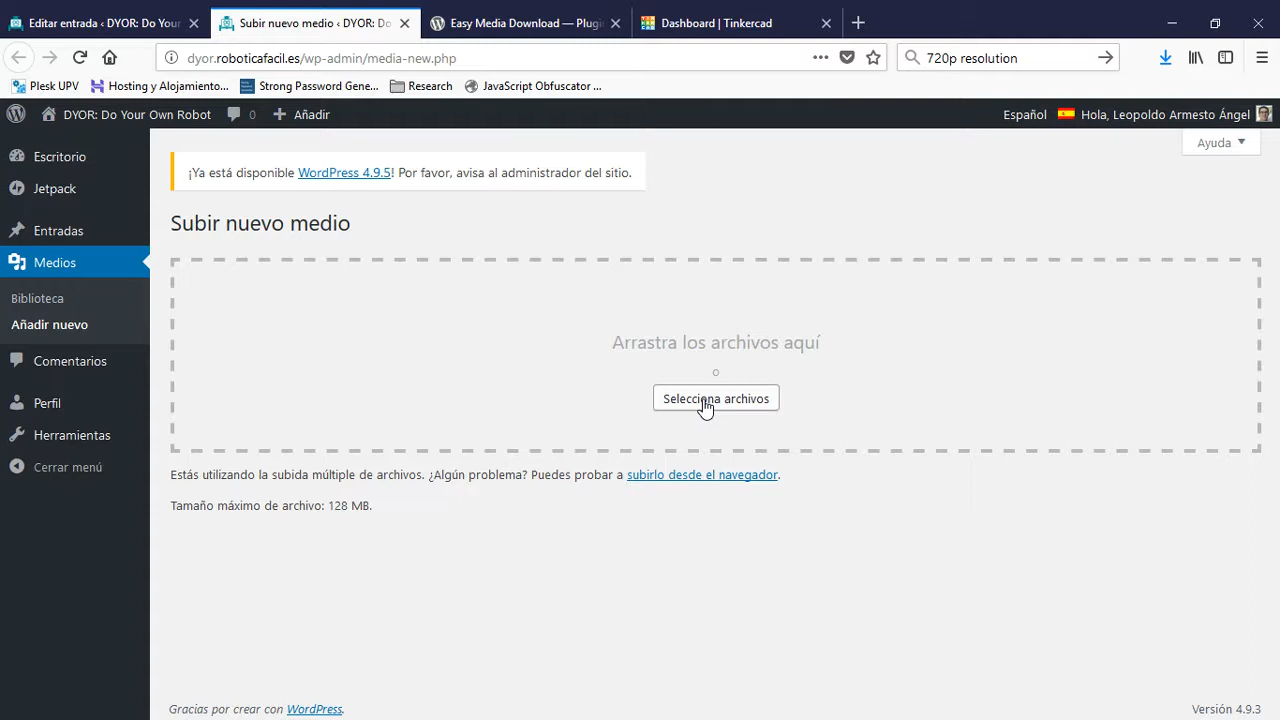 Editar entrada ‹ DYOR: Do Your
Subir nuevo medio ‹ DYOR: Do
Easy Media Download — Plugin
Dashboard | Tinkercad
dyor.roboticafacil.es/wp-admin/media-new.php
720p resolution
Plesk UPV
Hosting y Alojamiento...
Strong Password Gene...
Research
JavaScript Obfuscator ...
DYOR: Do Your Own Robot
0
Añadir
Español
Hola, Leopoldo Armesto Ángel
Ayuda
Escritorio
Jetpack
Entradas
Medios
Biblioteca
Añadir nuevo
Comentarios
Perfil
Herramientas
Cerrar menú
¡Ya está disponible WordPress 4.9.5! Por favor, avisa al administrador del sitio.
Subir nuevo medio
Arrastra los archivos aquí
o
Selecciona archivos
Estás utilizando la subida múltiple de archivos. ¿Algún problema? Puedes probar a subirlo desde el navegador.
Tamaño máximo de archivo: 128 MB.
Gracias por crear con WordPress.
Versión 4.9.3